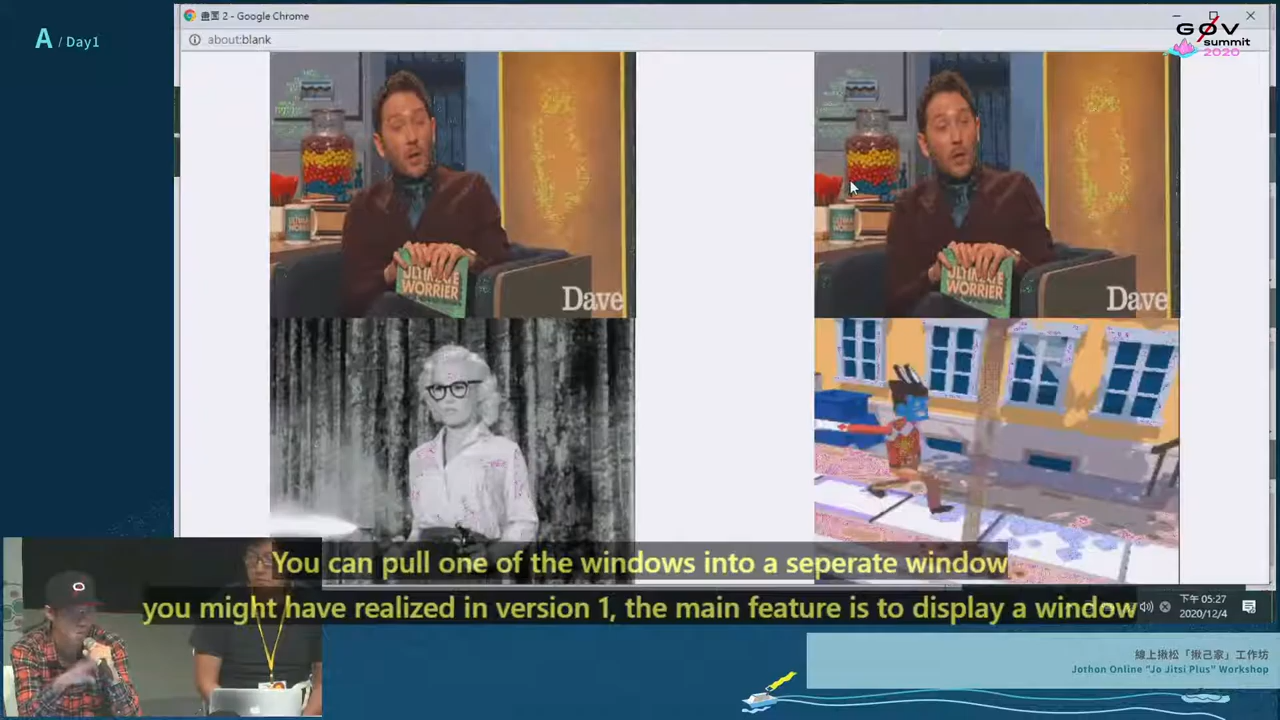 A / Day1
畫面 2 - Google Chrome
about:blank
GØV
summit
2020
ULTIMATE
WORRIER
Dave
ULTIMATE
WORRIER
Dave
You can pull one of the windows into a seperate window
you might have realized in version 1, the main feature is to display a window
下午 05:27
2020/12/4
線上揪松「揪己家」工作坊
Jothon Online "Jo Jitsi Plus" Workshop